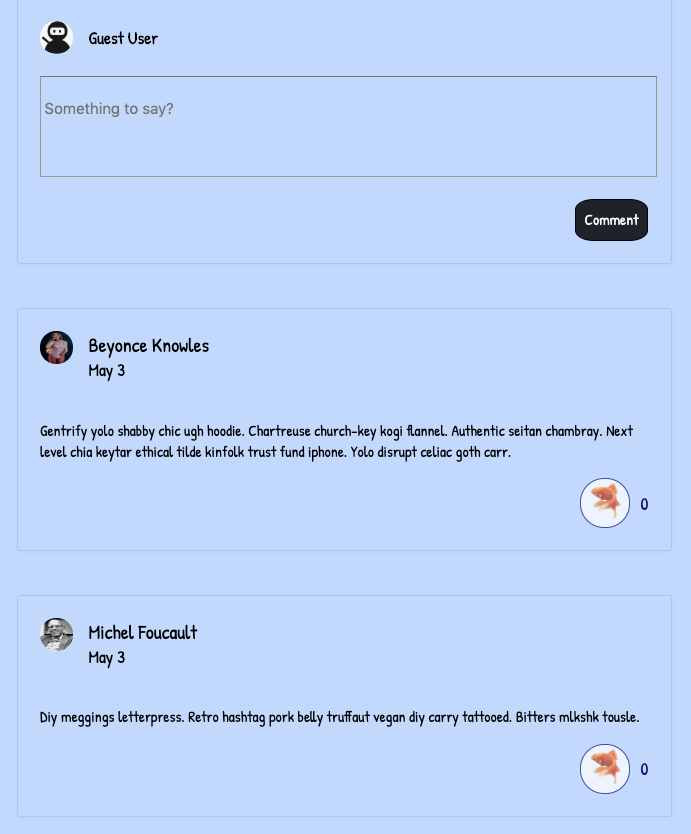 Guest User
Something to say?
Comment
Beyonce Knowles
May 3
Gentrify yolo shabby chic ugh hoodie. Chartreuse church-key kogi flannel. Authentic seitan chambray. Next
level chia keytar ethical tilde kinfolk trust fund iphone. Yolo disrupt celiac goth carr.
0
Michel Foucault
May 3
Diy meggings letterpress. Retro hashtag pork belly truffaut vegan diy carry tattooed. Bitters mlkshk tousle.
0